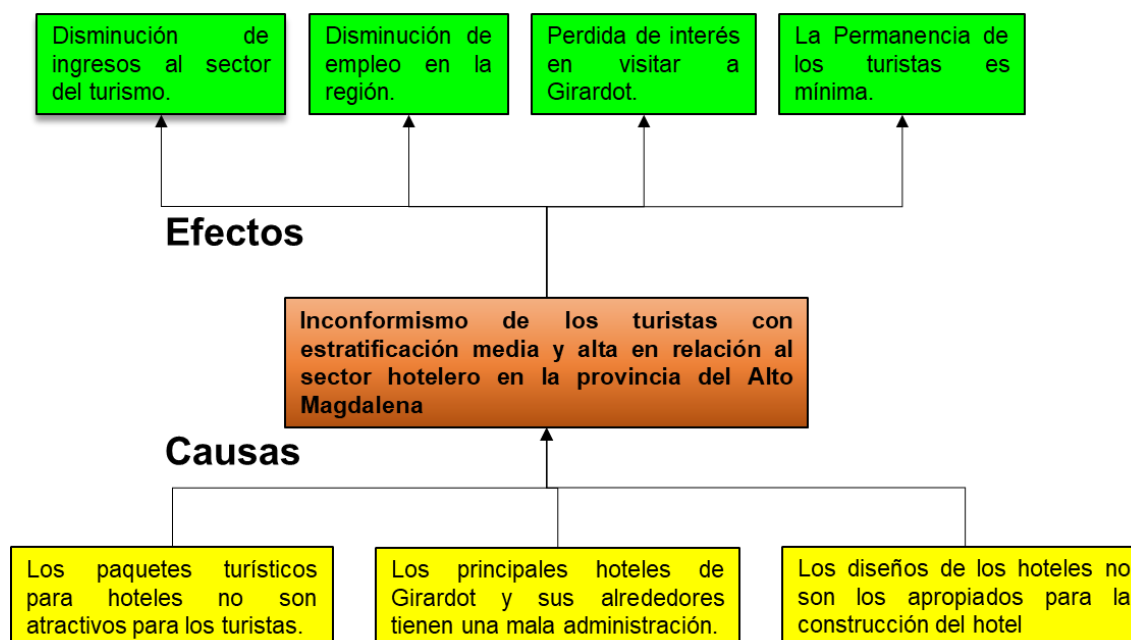 Disminución de
ingresos al sector
del turismo.
Disminución de
empleo en la
región.
Perdida de interés
en visitar a
Girardot.
La Permanencia de
los turistas es
mínima.
Efectos
Inconformismo de los turistas con
estratificación media y alta en relación al
sector hotelero en la provincia del Alto
Magdalena
Causas
Los paquetes turísticos
para hoteles no son
atractivos para los turistas.
Los principales hoteles de
Girardot y sus alrededores
tienen una mala administración.
Los diseños de los hoteles no
son los apropiados para la
construcción del hotel